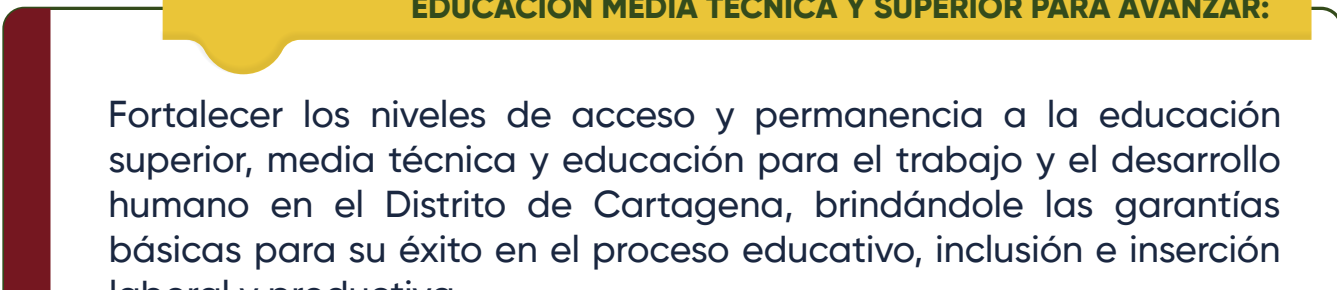 EDUCACIÓN MEDIA TÉCNICA Y SUPERIOR PARA AVANZAR:
Fortalecer los niveles de acceso y permanencia a la educación
superior, media técnica y educación para el trabajo y el desarrollo
humano en el Distrito de Cartagena, brindándole las garantías
básicas para su éxito en el proceso educativo, inclusión e inserción
laboral y productiva.